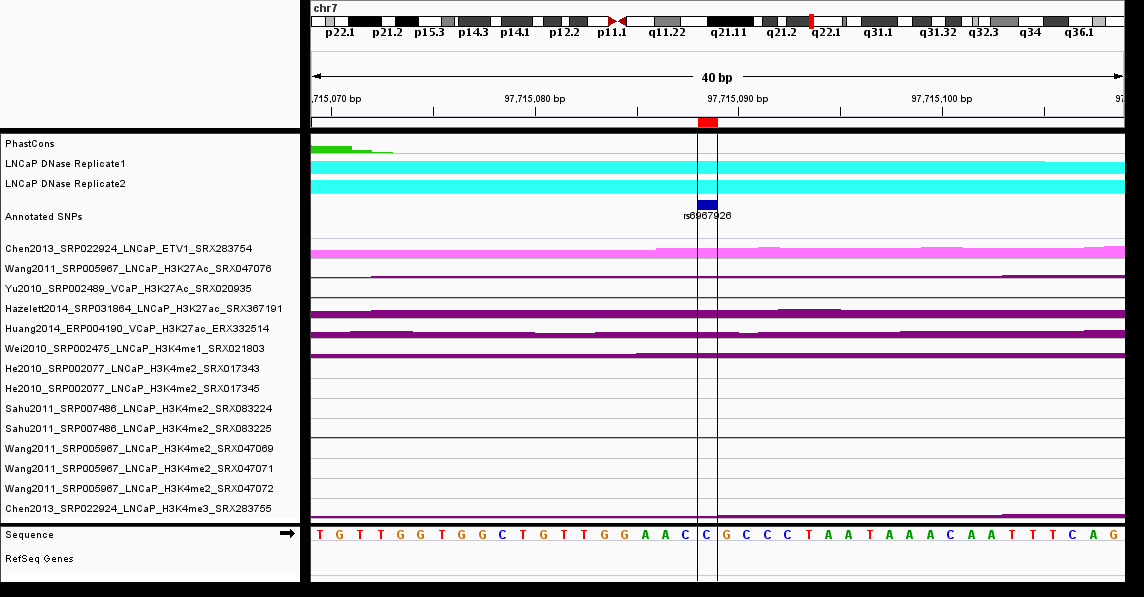 chr7
p22.1 p21.2 p15.3 p14.3 p14.1 p12.2 p11.1 q11.22 q21.11 q21.2 q22.1 q31.1 q31.32 q32.3 q34 q36.1
40 bp
,715,070 bp 97,715,080 bp 97,715,090 bp 97,715,100 bp 97
PhastCons
LNCaP DNase Replicate1
LNCaP DNase Replicate2
Annotated SNPs
rs6967926
Chen2013_SRP022924_LNCaP_ETV1_SRX283754
Wang2011_SRP005967_LNCaP_H3K27Ac_SRX047076
Yu2010_SRP002489_VCaP_H3K27Ac_SRX020935
Hazelett2014_SRP031864_LNCaP_H3K27ac_SRX367191
Huang2014_ERP004190_VCaP_H3K27ac_ERX332514
Wei2010_SRP002475_LNCaP_H3K4me1_SRX021803
He2010_SRP002077_LNCaP_H3K4me2_SRX017343
He2010_SRP002077_LNCaP_H3K4me2_SRX017345
Sahu2011_SRP007486_LNCaP_H3K4me2_SRX083224
Sahu2011_SRP007486_LNCaP_H3K4me2_SRX083225
Wang2011_SRP005967_LNCaP_H3K4me2_SRX047069
Wang2011_SRP005967_LNCaP_H3K4me2_SRX047071
Wang2011_SRP005967_LNCaP_H3K4me2_SRX047072
Chen2013_SRP022924_LNCaP_H3K4me3_SRX283755
Sequence T G T T G G T G G C T G T T G G A A C C G C C C T A A T A A A C A A T T T C A G
RefSeq Genes